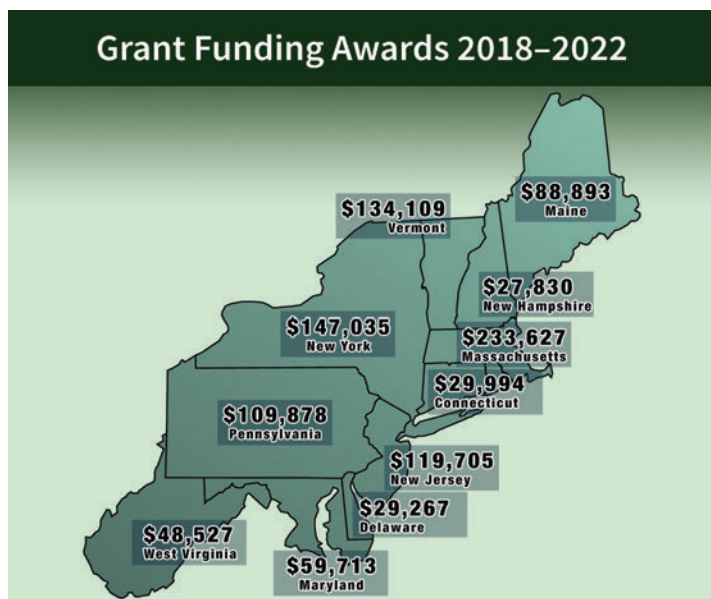 Grant Funding Awards 2018–2022
$88,893
Maine
$134,109
Vermont
$27,830
New Hampshire
$147,035
New York
$233,627
Massachusetts
$29,994
Connecticut
$109,878
Pennsylvania
$119,705
New Jersey
$29,267
Delaware
$48,527
West Virginia
$59,713
Maryland